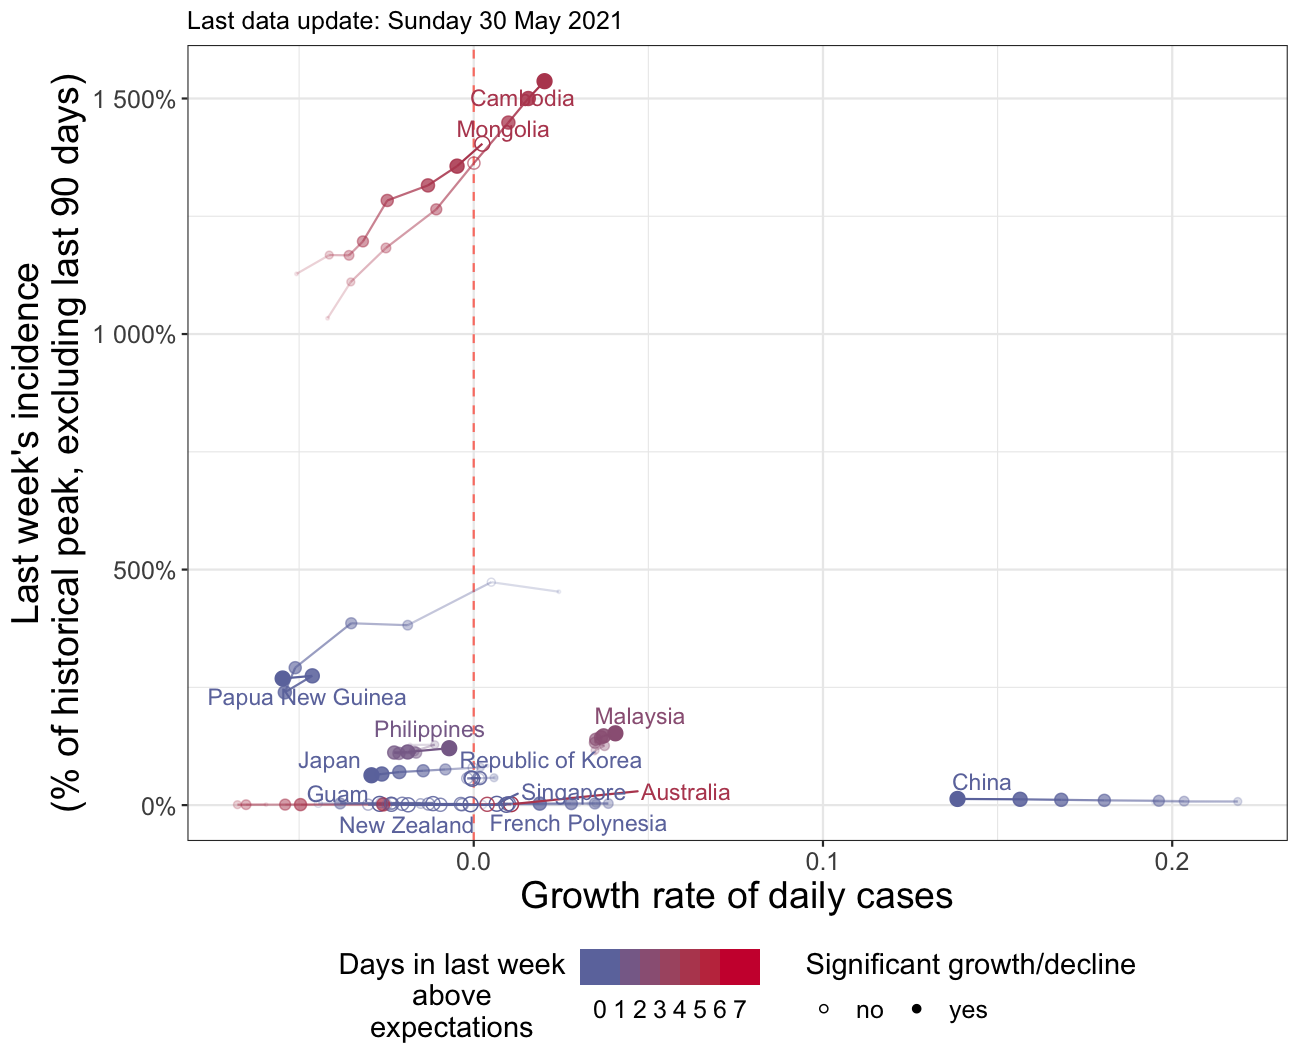 Last data update: Sunday 30 May 2021
Last week's incidence
(% of historical peak, excluding last 90 days)
1 500%
1 000%
500%
0%
Cambodia
Mongolia
Papua New Guinea
Malaysia
Philippines
Japan
Republic of Korea
China
Guam
Singapore
Australia
New Zealand
French Polynesia
0.0
0.1
0.2
Growth rate of daily cases
Days in last week
above
expectations
0 1 2 3 4 5 6 7
Significant growth/decline
no
yes